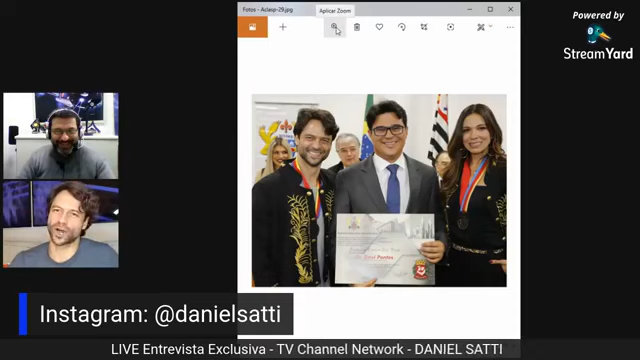 Fotos - Aclasp-29.jpg
Aplicar Zoom
Powered by
StreamYard
Instagram: @danielsatti
LIVE Entrevista Exclusiva - TV Channel Network - DANIEL SATTI